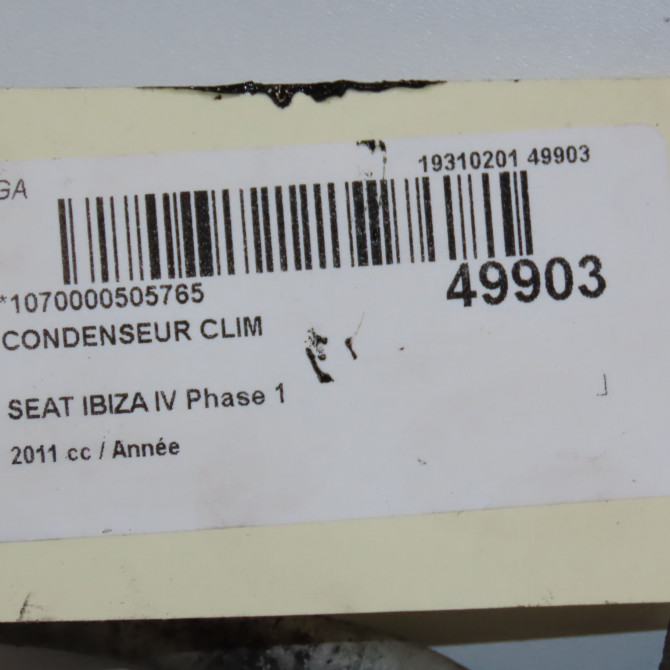 GA
19310201 49903
*1070000505765
49903
CONDENSEUR CLIM
SEAT IBIZA IV Phase 1
2011 cc / Année